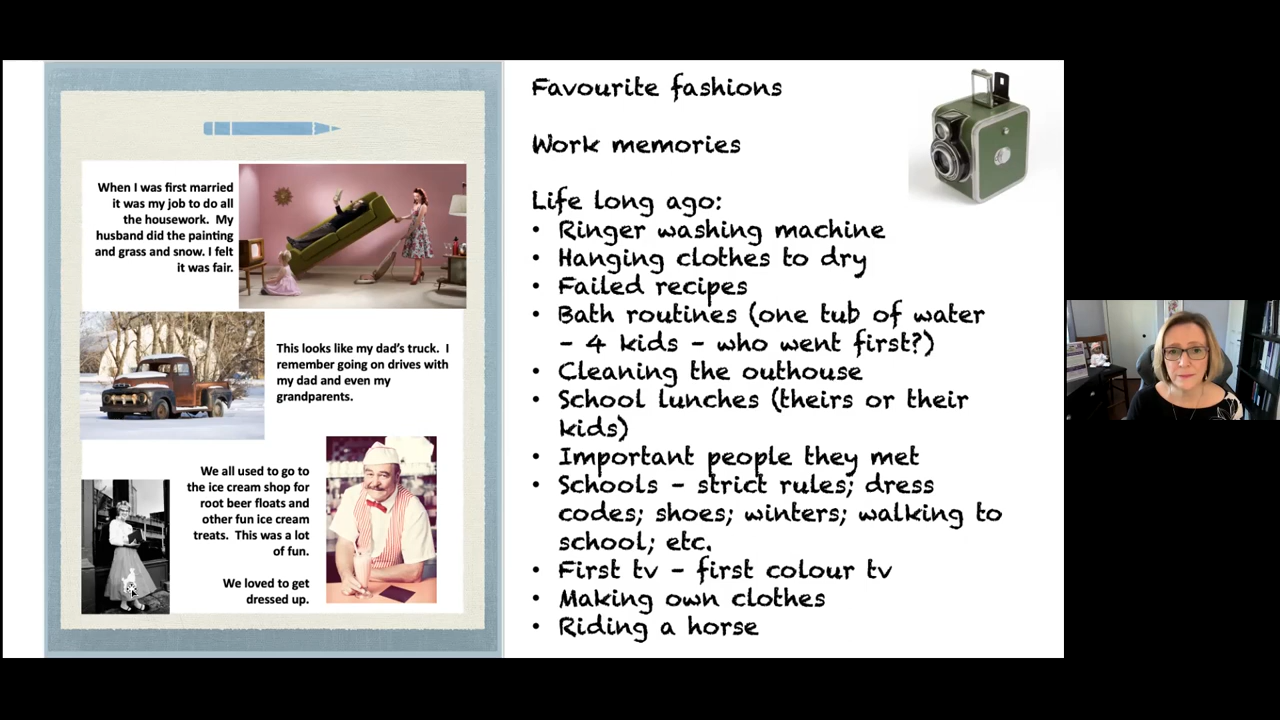 When I was first married
it was my job to do all
the housework. My
husband did the painting
and grass and snow. I felt
it was fair.
This looks like my dad's truck. I
remember going on drives with
my dad and even my
grandparents.
We all used to go to
the ice cream shop for
root beer floats and
other fun ice cream
treats. This was a lot
of fun.
We loved to get
dressed up.
Favourite fashions
Work memories
Life long ago:
• Ringer washing machine
• Hanging clothes to dry
• Failed recipes
• Bath routines (one tub of water
– 4 kids – who went first?)
• Cleaning the outhouse
• School lunches (theirs or their
kids)
• Important people they met
• Schools – strict rules; dress
codes; shoes; winters; walking to
school; etc.
• First tv – first colour tv
• Making own clothes
• Riding a horse